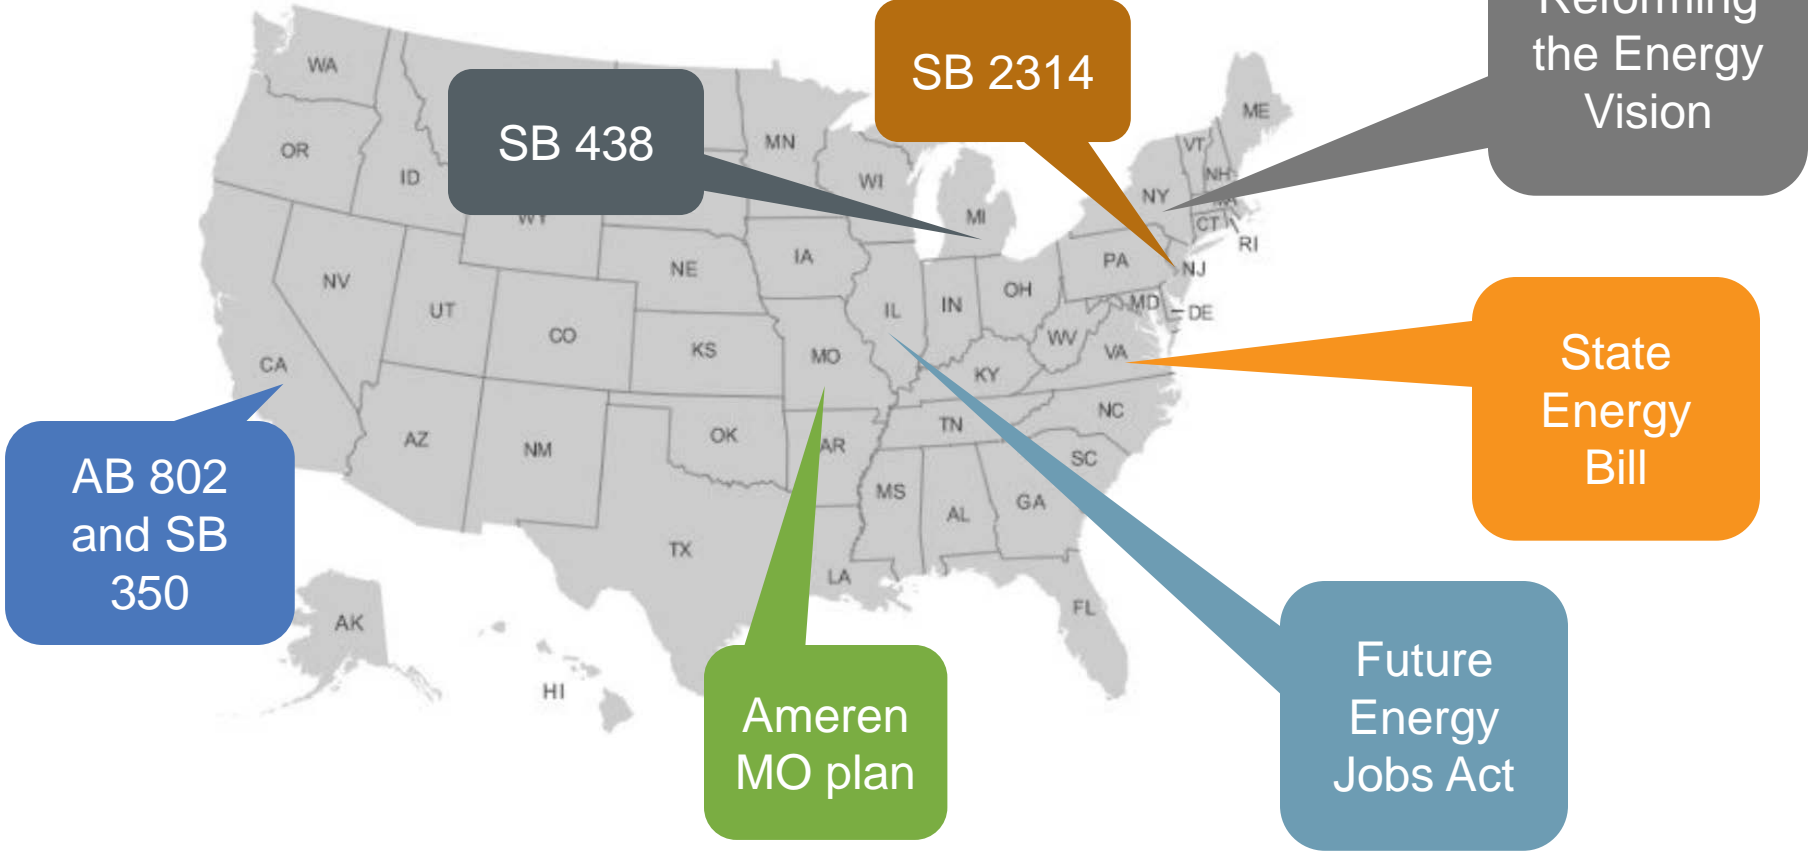 Reforming
the Energy
Vision
SB 2314
SB 438
State
Energy
Bill
AB 802
and SB
350
Ameren
MO plan
Future
Energy
Jobs Act
WA
OR
ID
WY
MN
WI
MI
NY
VT
NH
ME
MA
CT
RI
NJ
PA
MD
DE
NV
UT
CO
NE
IA
KS
MO
IL
IN
OH
WV
VA
KY
CA
AZ
NM
OK
AR
TN
NC
SC
MS
AL
GA
TX
LA
FL
AK
HI